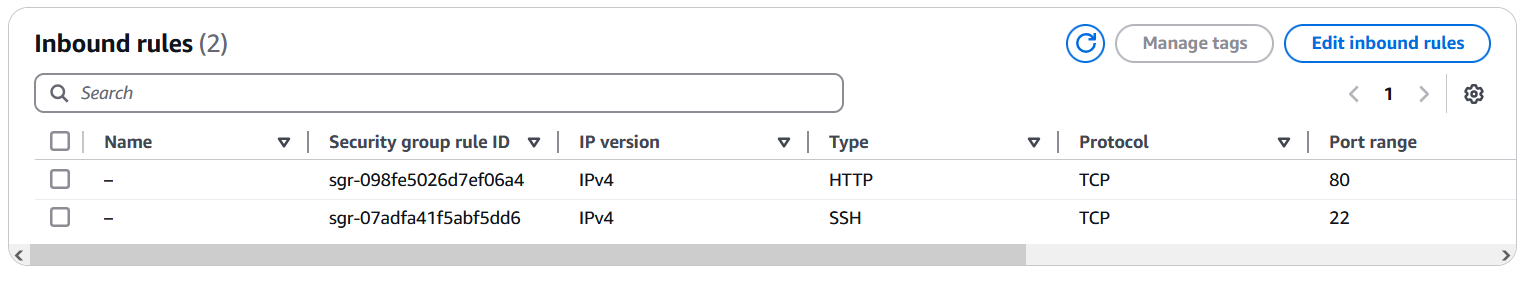 Inbound rules (2)
Manage tags
Edit inbound rules
Search
1
Name Security group rule ID IP version Type Protocol Port range
– sgr-098fe5026d7ef06a4 IPv4 HTTP TCP 80
– sgr-07adfa41f5abf5dd6 IPv4 SSH TCP 22